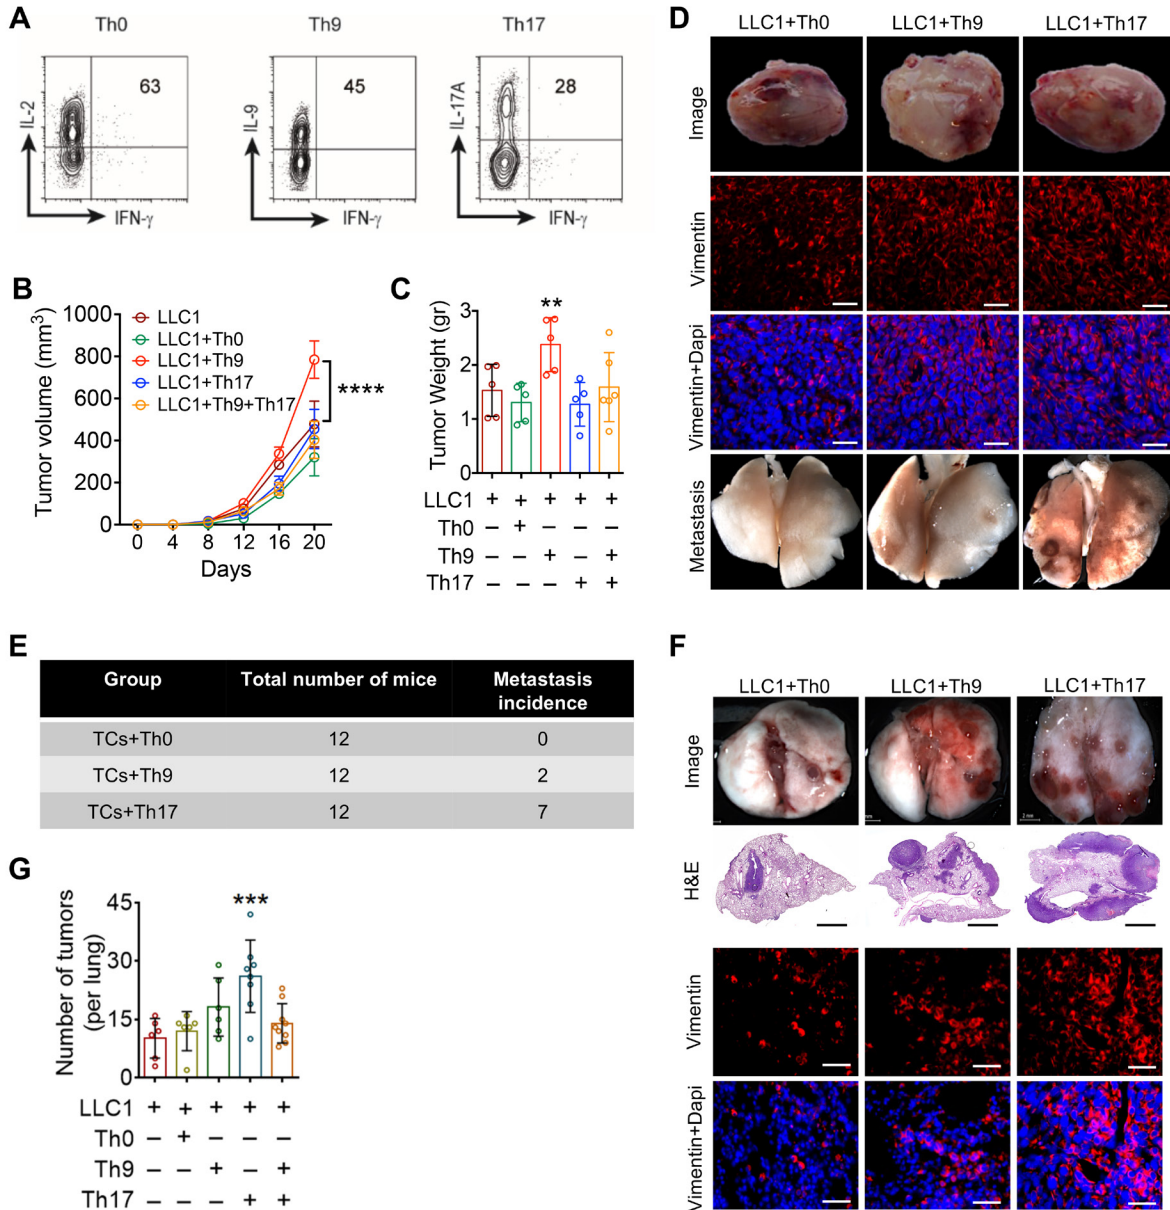 A
Th0 Th9 Th17
63
45
28
IL-2
IL-9
IL-17A
IFN-γ IFN-γ IFN-γ
B
Tumor volume (mm³)
1000
800
600
400
200
0
LLC1
LLC1+Th0
LLC1+Th9
LLC1+Th17
LLC1+Th9+Th17
****
0 4 8 12 16 20
Days
C
Tumor Weight (gr)
3
2
1
0
**
LLC1 + + + + +
Th0 – + – – –
Th9 – – + – +
Th17 – – – + +
D
LLC1+Th0 LLC1+Th9 LLC1+Th17
Image
Vimentin
Vimentin+Dapi
Metastasis
E
Group Total number of mice Metastasis
incidence
TCs+Th0 12 0
TCs+Th9 12 2
TCs+Th17 12 7
F
LLC1+Th0 LLC1+Th9 LLC1+Th17
Image
2 mm
H&E
Vimentin
Vimentin+Dapi
G
Number of tumors
(per lung)
45
30
15
0
***
LLC1 + + + + +
Th0 – + – – –
Th9 – – + – +
Th17 – – – + +